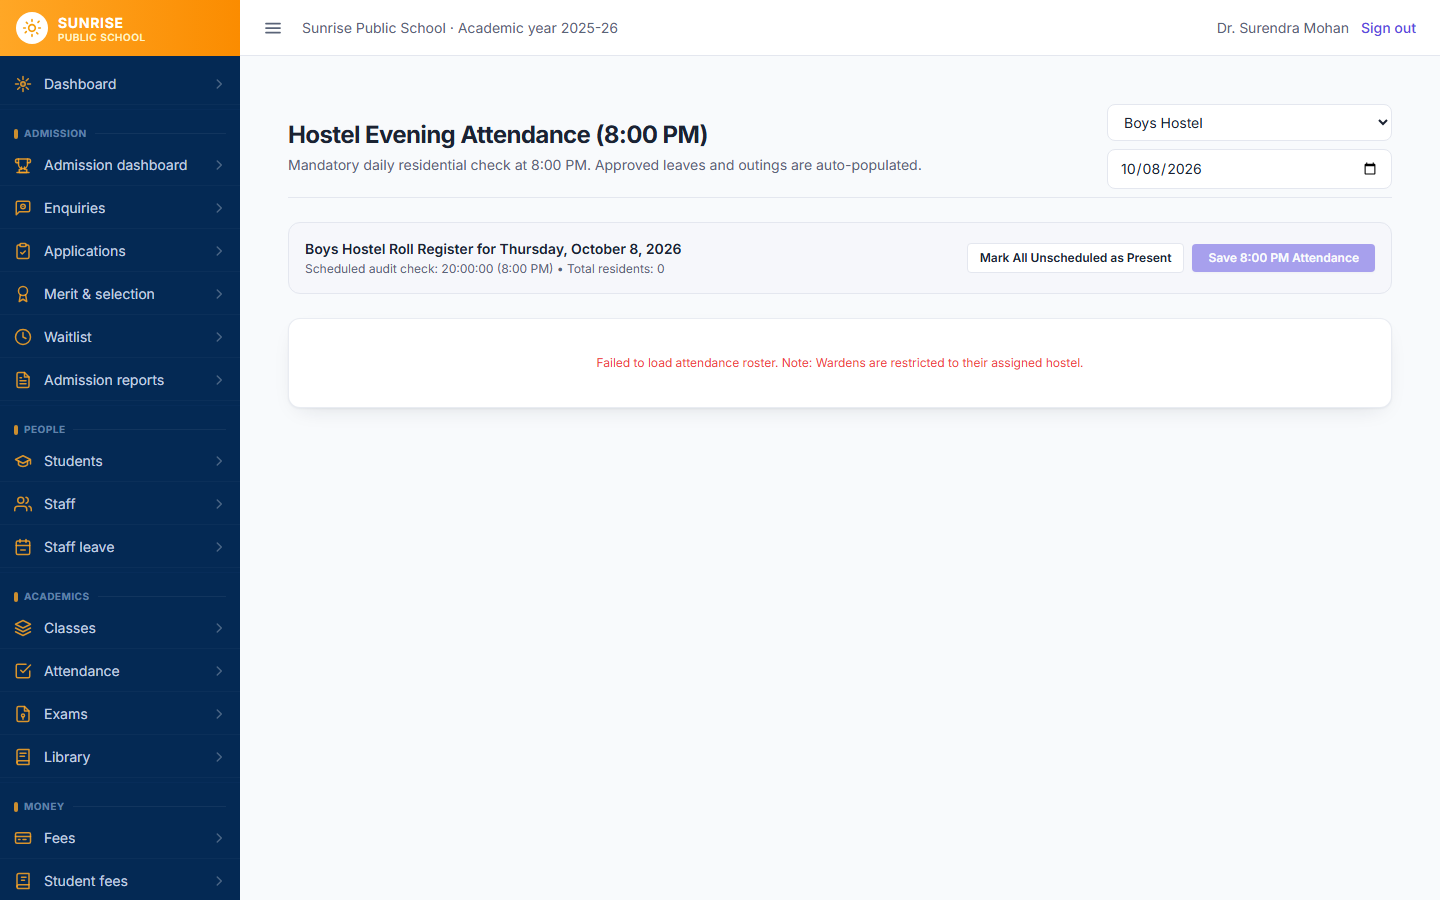 SUNRISE
PUBLIC SCHOOL
Sunrise Public School · Academic year 2025-26
Dr. Surendra Mohan
Sign out
Dashboard
ADMISSION
Admission dashboard
Enquiries
Applications
Merit & selection
Waitlist
Admission reports
PEOPLE
Students
Staff
Staff leave
ACADEMICS
Classes
Attendance
Exams
Library
MONEY
Fees
Student fees
Hostel Evening Attendance (8:00 PM)
Mandatory daily residential check at 8:00 PM. Approved leaves and outings are auto-populated.
Boys Hostel
10/08/2026
Boys Hostel Roll Register for Thursday, October 8, 2026
Scheduled audit check: 20:00:00 (8:00 PM) • Total residents: 0
Mark All Unscheduled as Present
Save 8:00 PM Attendance
Failed to load attendance roster. Note: Wardens are restricted to their assigned hostel.